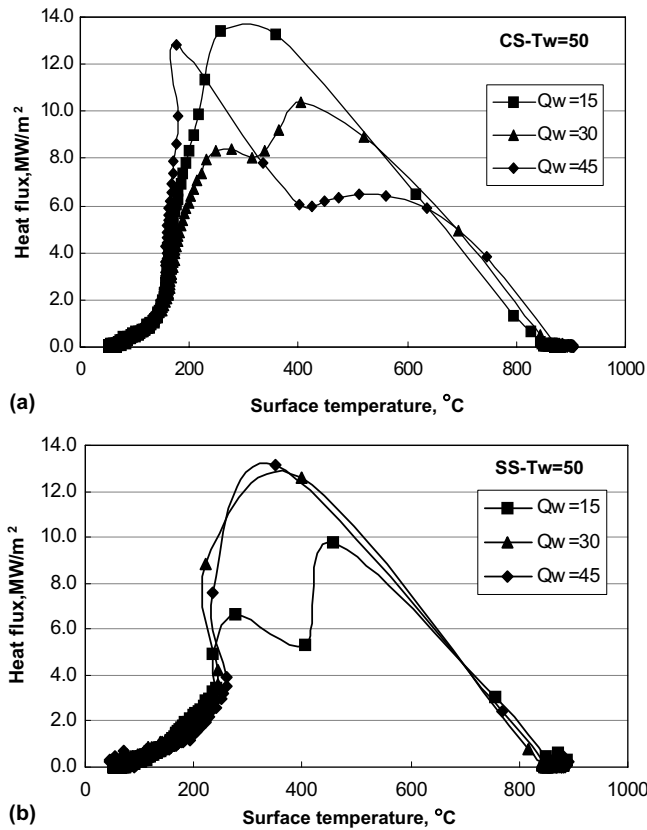 14.0
12.0
10.0
8.0
6.0
4.0
2.0
0.0
Heat flux,MW/m²
CS-Tw=50
Qw=15
Qw=30
Qw=45
0 200 400 600 800 1000
Surface temperature, °C
(a)
14.0
12.0
10.0
8.0
6.0
4.0
2.0
0.0
Heat flux,MW/m²
SS-Tw=50
Qw=15
Qw=30
Qw=45
0 200 400 600 800 1000
Surface temperature, °C
(b)